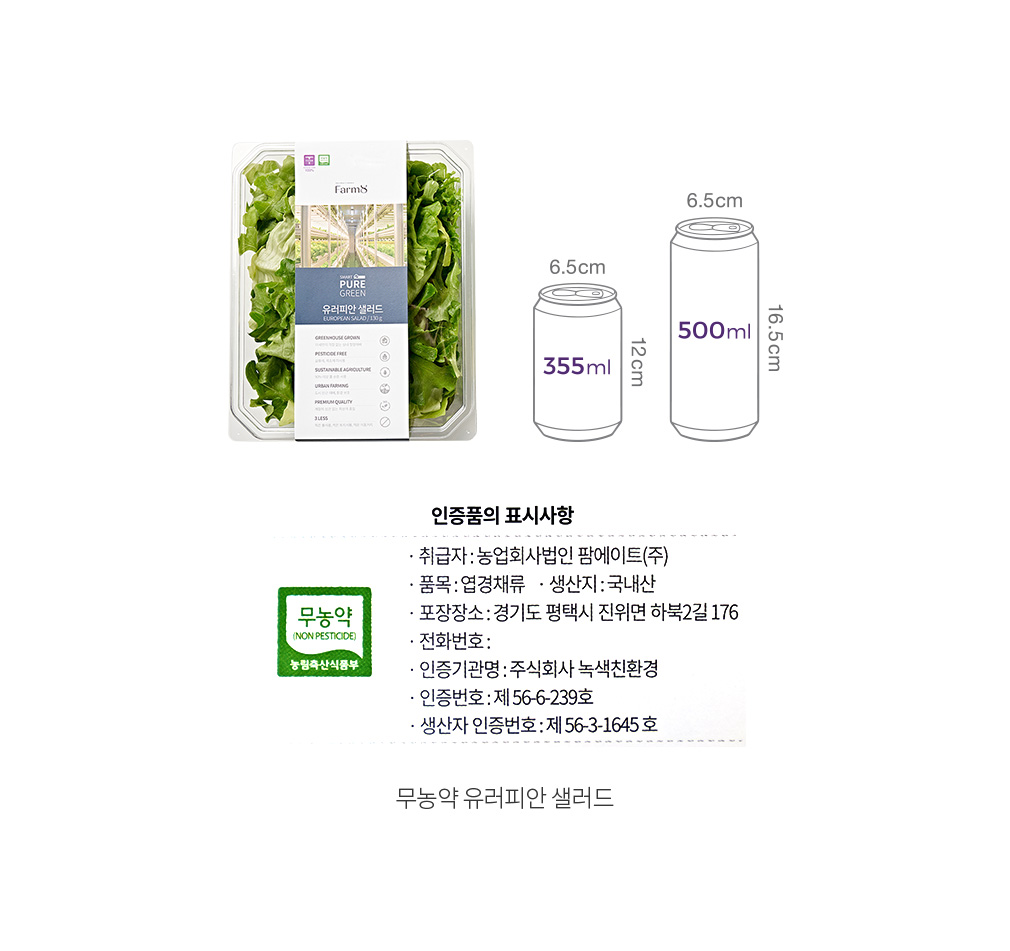 Farm8
SMART
PURE
GREEN
유러피안 샐러드
EUROPEAN SALAD / 130 g
GREENHOUSE GROWN
PESTICIDE FREE
SUSTAINABLE AGRICULTURE
URBAN FARMING
PREMIUM QUALITY
3 LESS
6.5cm
355ml
12cm
6.5cm
500ml
16.5cm
인증품의 표시사항
무농약
(NON PESTICIDE)
농림축산식품부
· 취급자 : 농업회사법인 팜에이트(주)
· 품목 : 엽경채류 · 생산지 : 국내산
· 포장장소 : 경기도 평택시 진위면 하북2길 176
· 전화번호 :
· 인증기관명 : 주식회사 녹색친환경
· 인증번호 : 제 56-6-239호
· 생산자 인증번호 : 제 56-3-1645 호
무농약 유러피안 샐러드